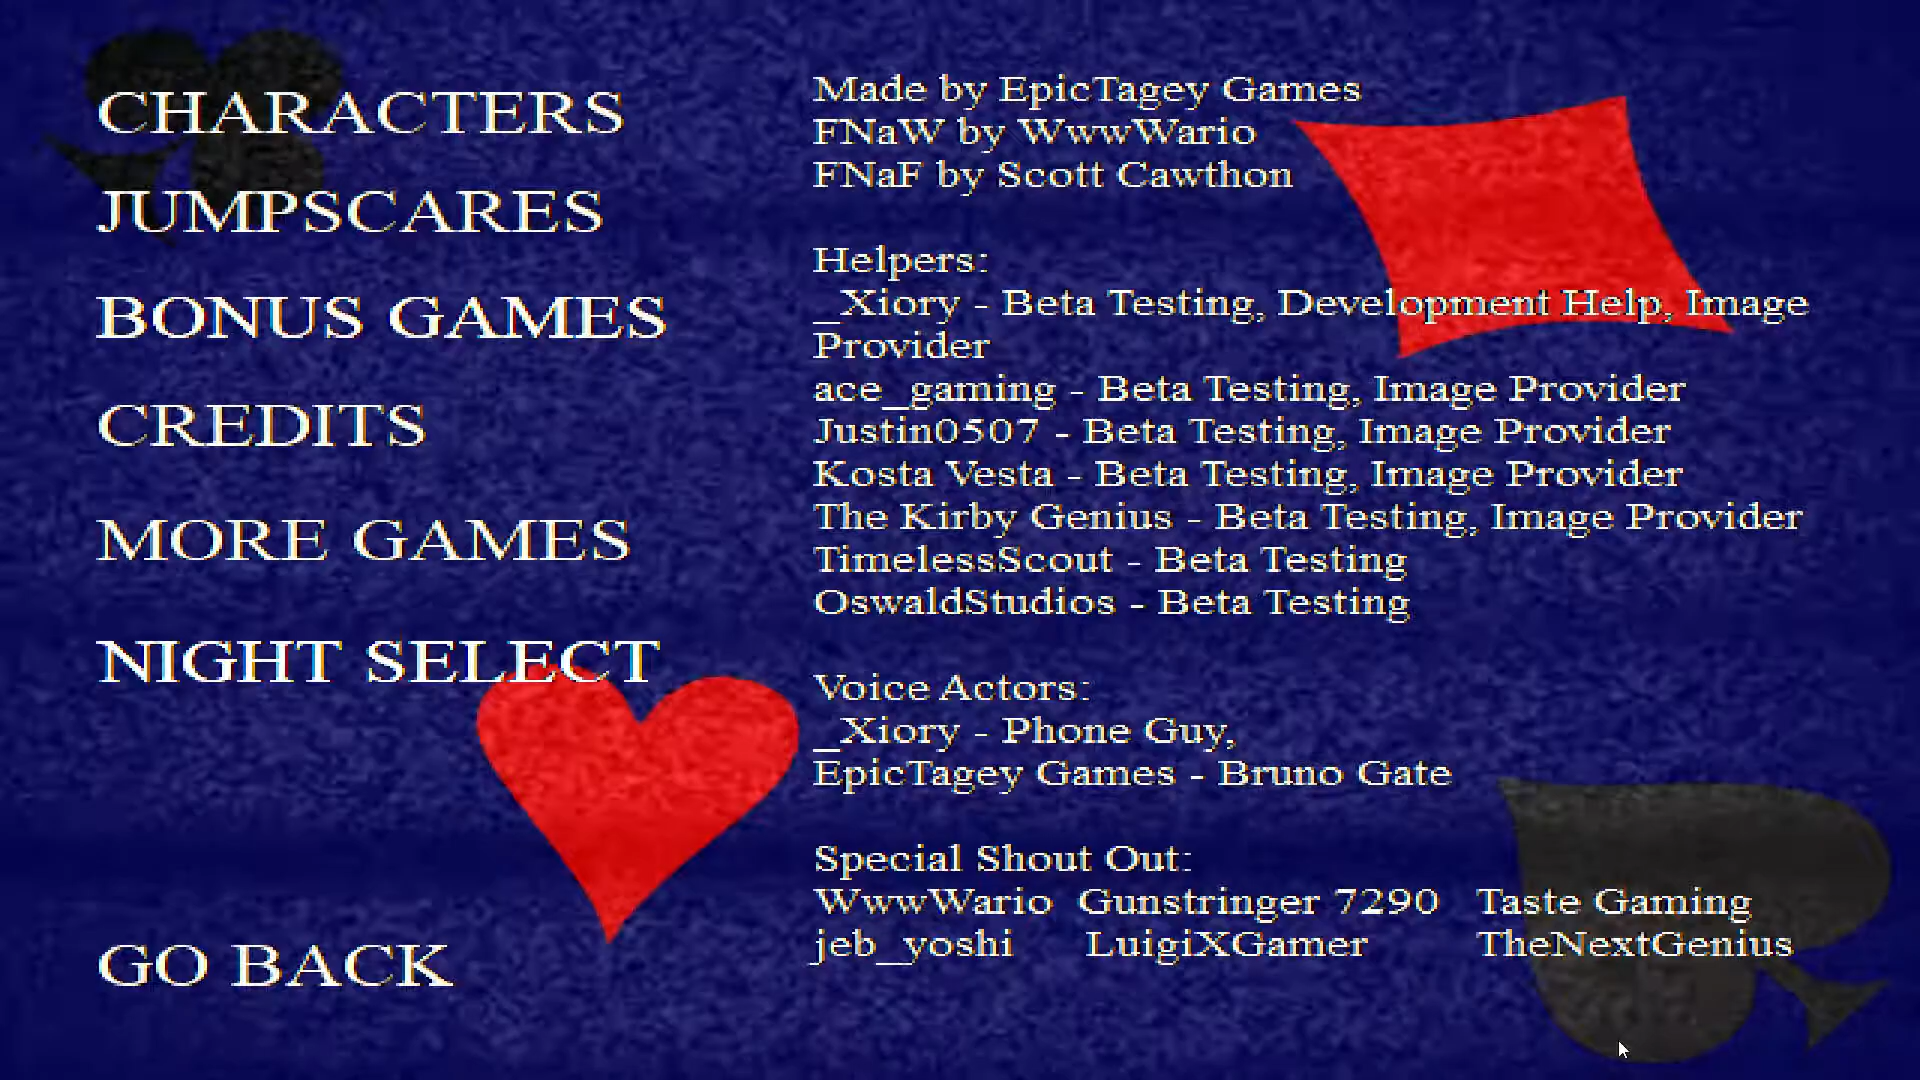 CHARACTERS
JUMPSCARES
BONUS GAMES
CREDITS
MORE GAMES
NIGHT SELECT
GO BACK
Made by EpicTagey Games
FNaW by WwwWario
FNaF by Scott Cawthon
Helpers:
_Xiory - Beta Testing, Development Help, Image
Provider
ace_gaming - Beta Testing, Image Provider
Justin0507 - Beta Testing, Image Provider
Kosta Vesta - Beta Testing, Image Provider
The Kirby Genius - Beta Testing, Image Provider
TimelessScout - Beta Testing
OswaldStudios - Beta Testing
Voice Actors:
_Xiory - Phone Guy,
EpicTagey Games - Bruno Gate
Special Shout Out:
WwwWario Gunstringer 7290 Taste Gaming
jeb_yoshi LuigiXGamer TheNextGenius